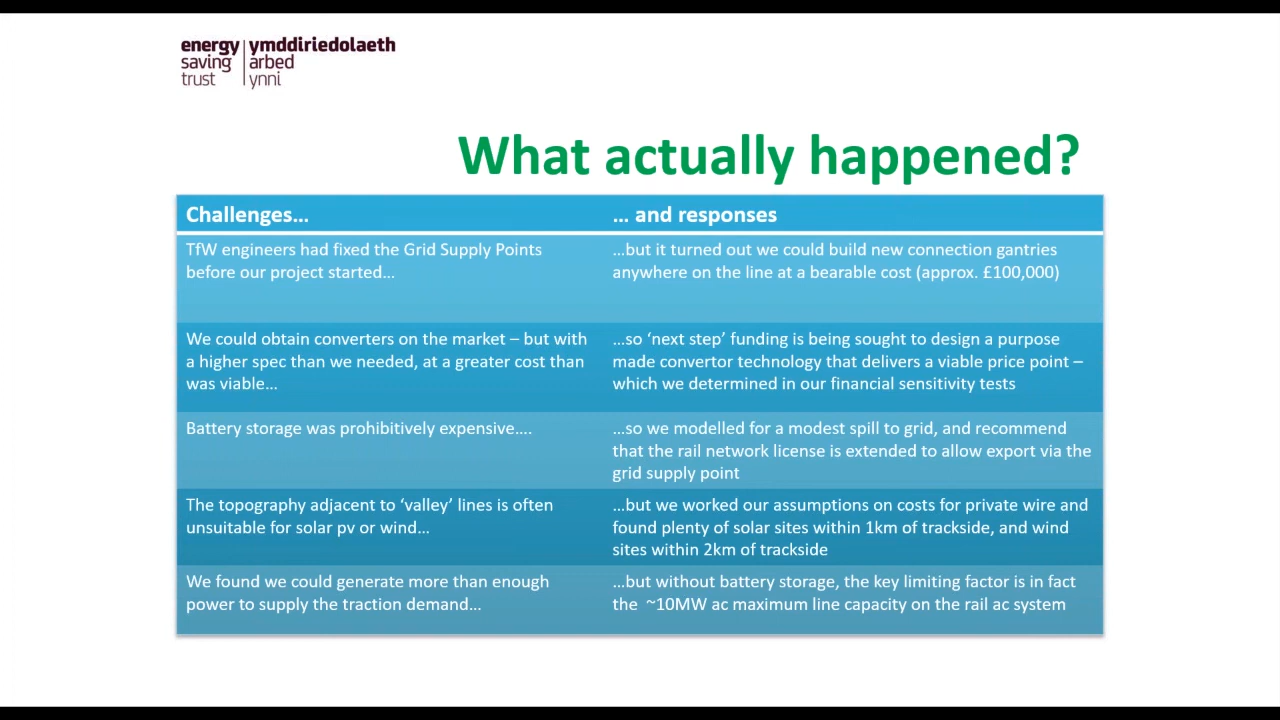 energy ymddiriedolaeth
saving arbed
trust ynni
What actually happened?
Challenges… … and responses
TfW engineers had fixed the Grid Supply Points
before our project started…
…but it turned out we could build new connection gantries
anywhere on the line at a bearable cost (approx. £100,000)
We could obtain converters on the market – but with
a higher spec than we needed, at a greater cost than
was viable…
…so ‘next step’ funding is being sought to design a purpose
made convertor technology that delivers a viable price point –
which we determined in our financial sensitivity tests
Battery storage was prohibitively expensive….
…so we modelled for a modest spill to grid, and recommend
that the rail network license is extended to allow export via the
grid supply point
The topography adjacent to ‘valley’ lines is often
unsuitable for solar pv or wind…
…but we worked our assumptions on costs for private wire and
found plenty of solar sites within 1km of trackside, and wind
sites within 2km of trackside
We found we could generate more than enough
power to supply the traction demand…
…but without battery storage, the key limiting factor is in fact
the ~10MW ac maximum line capacity on the rail ac system